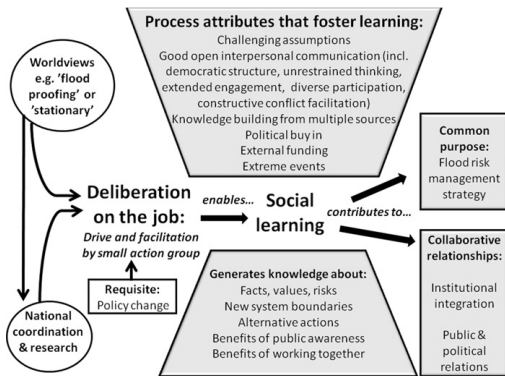 Process attributes that foster learning:
Challenging assumptions
Good open interpersonal communication (incl.
democratic structure, unrestrained thinking,
extended engagement,  diverse participation,
constructive conflict facilitation)
Knowledge building from multiple sources
Political buy in
External funding
Extreme events
Worldviews
e.g. 'flood
proofing' or
'stationary'
Deliberation
on the job:
Drive and facilitation
by small action group
enables...
Social
learning
contributes to...
Common
purpose:
Flood risk
management
strategy
Collaborative
relationships:
Institutional
integration
Public &
political
relations
Requisite:
Policy change
National
coordination
& research
Generates knowledge about:
Facts, values, risks
New system boundaries
Alternative actions
Benefits of public awareness
Benefits of working together